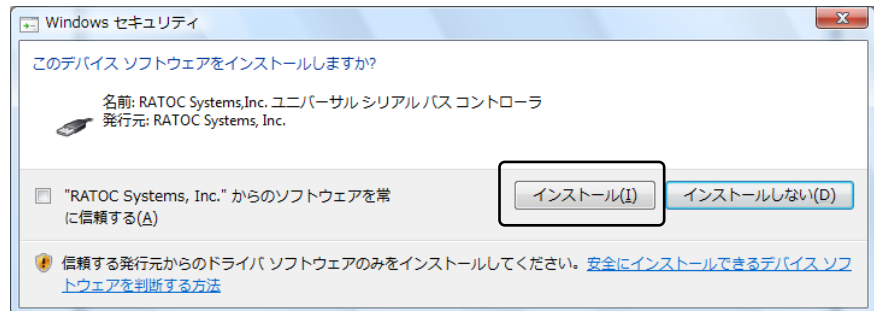 Windows セキュリティ
このデバイス ソフトウェアをインストールしますか?
名前: RATOC Systems,Inc. ユニバーサル シリアル バス コントローラ
発行元: RATOC Systems, Inc.
"RATOC Systems, Inc." からのソフトウェアを常
に信頼する(A)
インストール(I)
インストールしない(D)
信頼する発行元からのドライバ ソフトウェアのみをインストールしてください。安全にインストールできるデバイス ソフ
トウェアを判断する方法